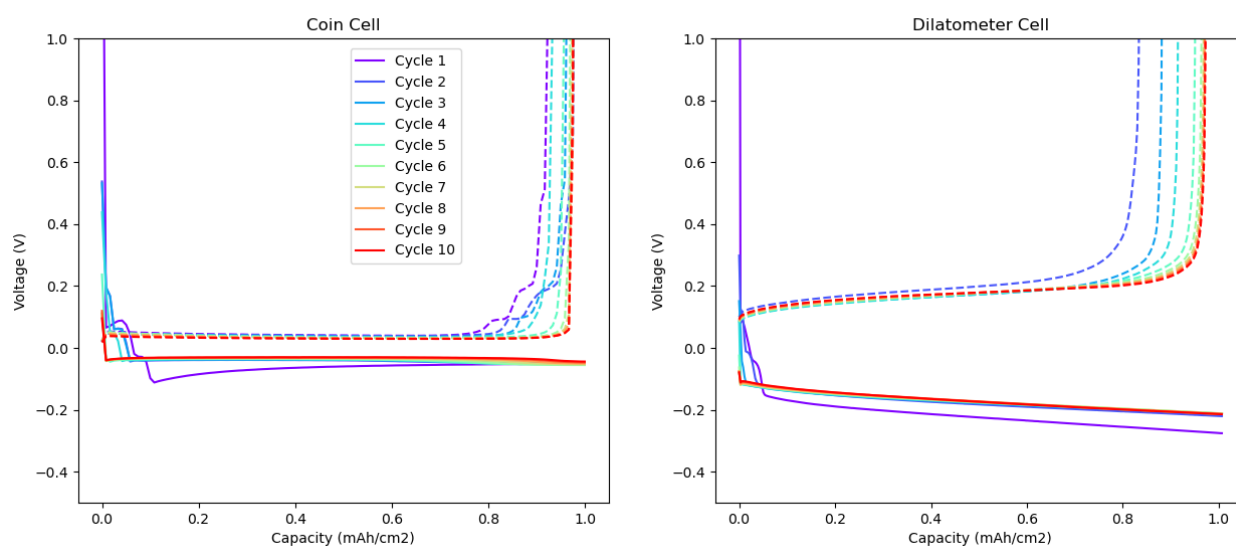 Coin Cell
Voltage (V)
1.0
0.8
0.6
0.4
0.2
0.0
−0.2
−0.4
Cycle 1
Cycle 2
Cycle 3
Cycle 4
Cycle 5
Cycle 6
Cycle 7
Cycle 8
Cycle 9
Cycle 10
0.0 0.2 0.4 0.6 0.8 1.0
Capacity (mAh/cm2)
Dilatometer Cell
Voltage (V)
1.0
0.8
0.6
0.4
0.2
0.0
−0.2
−0.4
0.0 0.2 0.4 0.6 0.8 1.0
Capacity (mAh/cm2)